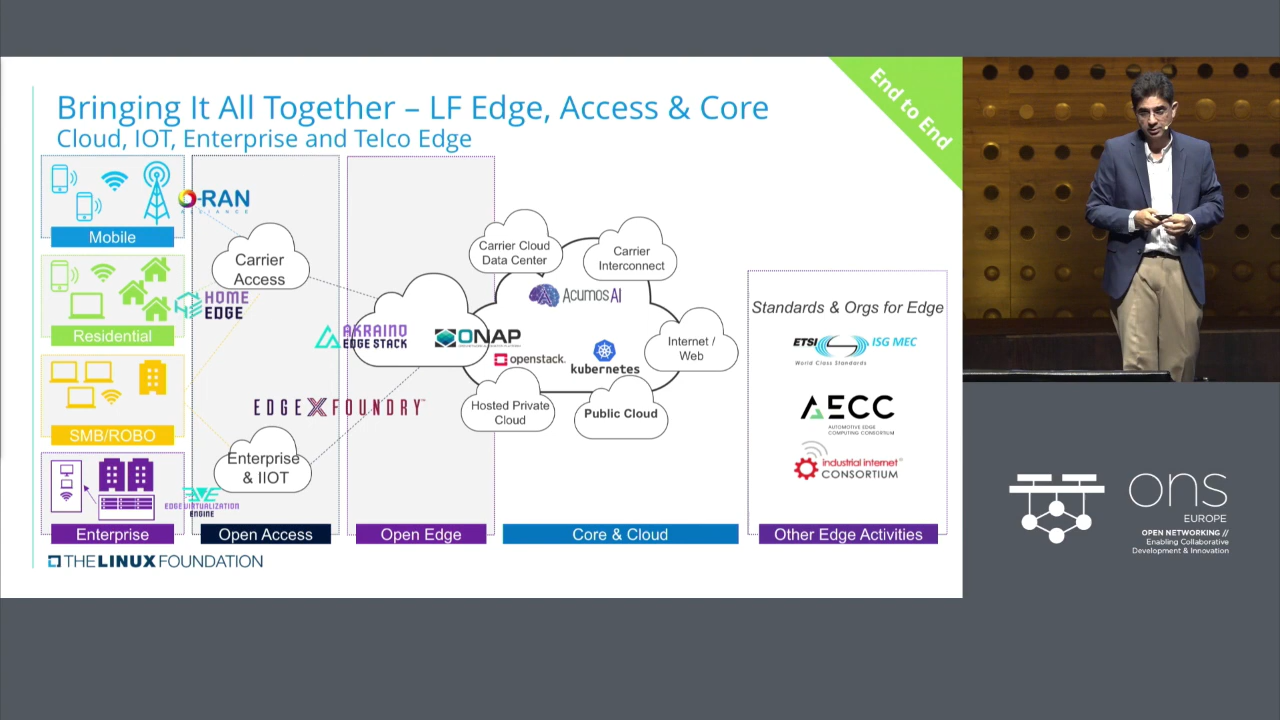 Bringing It All Together – LF Edge, Access & Core
Cloud, IOT, Enterprise and Telco Edge
End to End
Mobile
Residential
SMB/ROBO
Enterprise
O-RAN
ALLIANCE
Carrier
Access
HOME
EDGE
AKRAINO
EDGE STACK
EDGE X FOUNDRY™
Enterprise
& IIOT
EDGE VIRTUALIZATION
ENGINE
Open Access
Open Edge
Carrier Cloud
Data Center
Carrier
Interconnect
Acumos AI
ONAP
openstack.
kubernetes
Internet /
Web
Hosted Private
Cloud
Public Cloud
Core & Cloud
Standards & Orgs for Edge
ETSI
ISG MEC
World Class Standards
AECC
AUTOMOTIVE EDGE
COMPUTING CONSORTIUM
industrial internet
CONSORTIUM
Other Edge Activities
THE LINUX FOUNDATION
ons
EUROPE
OPEN NETWORKING //
Enabling Collaborative
Development & Innovation